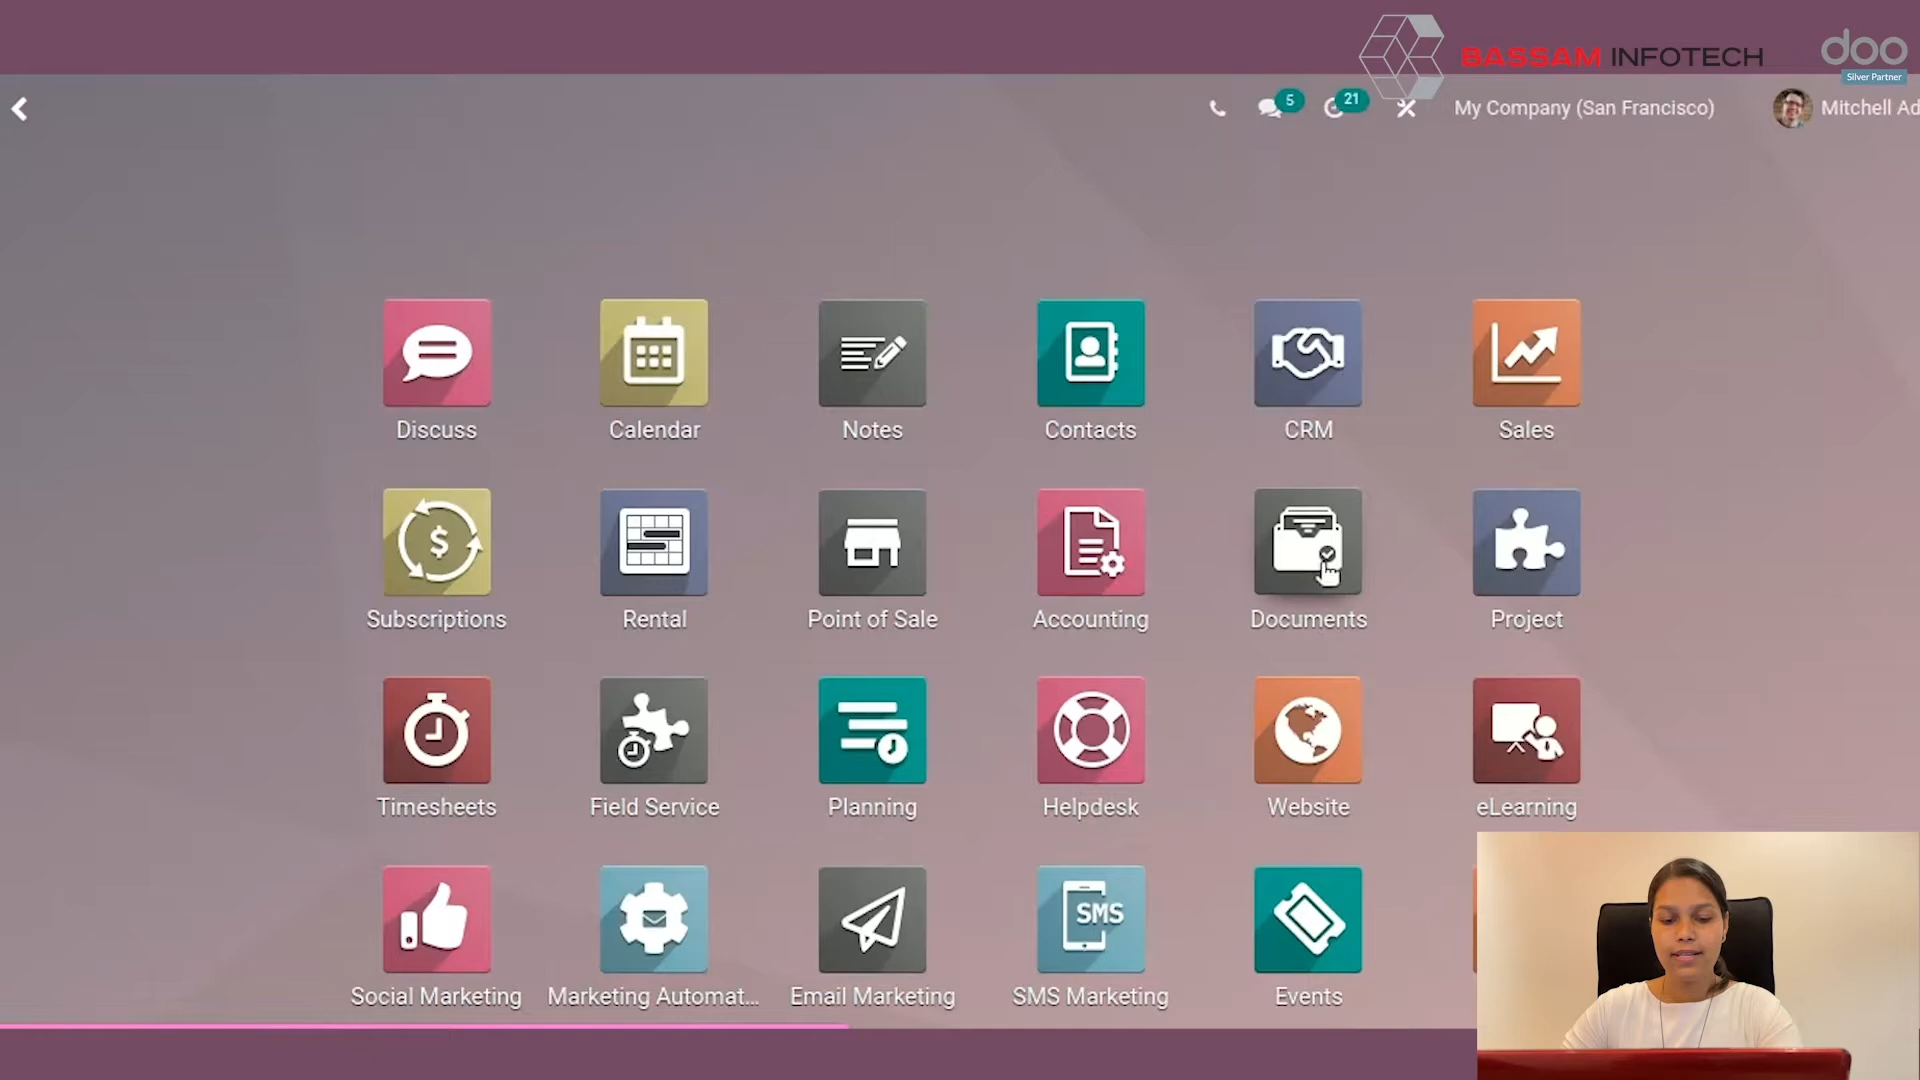 BASSAM INFOTECH
doo
Silver Partner
5
21
My Company (San Francisco)
Mitchell Ad
Discuss
Calendar
Notes
Contacts
CRM
Sales
$
Subscriptions
Rental
Point of Sale
Accounting
Documents
Project
Timesheets
Field Service
Planning
Helpdesk
Website
eLearning
SMS
Social Marketing
Marketing Automat...
Email Marketing
SMS Marketing
Events